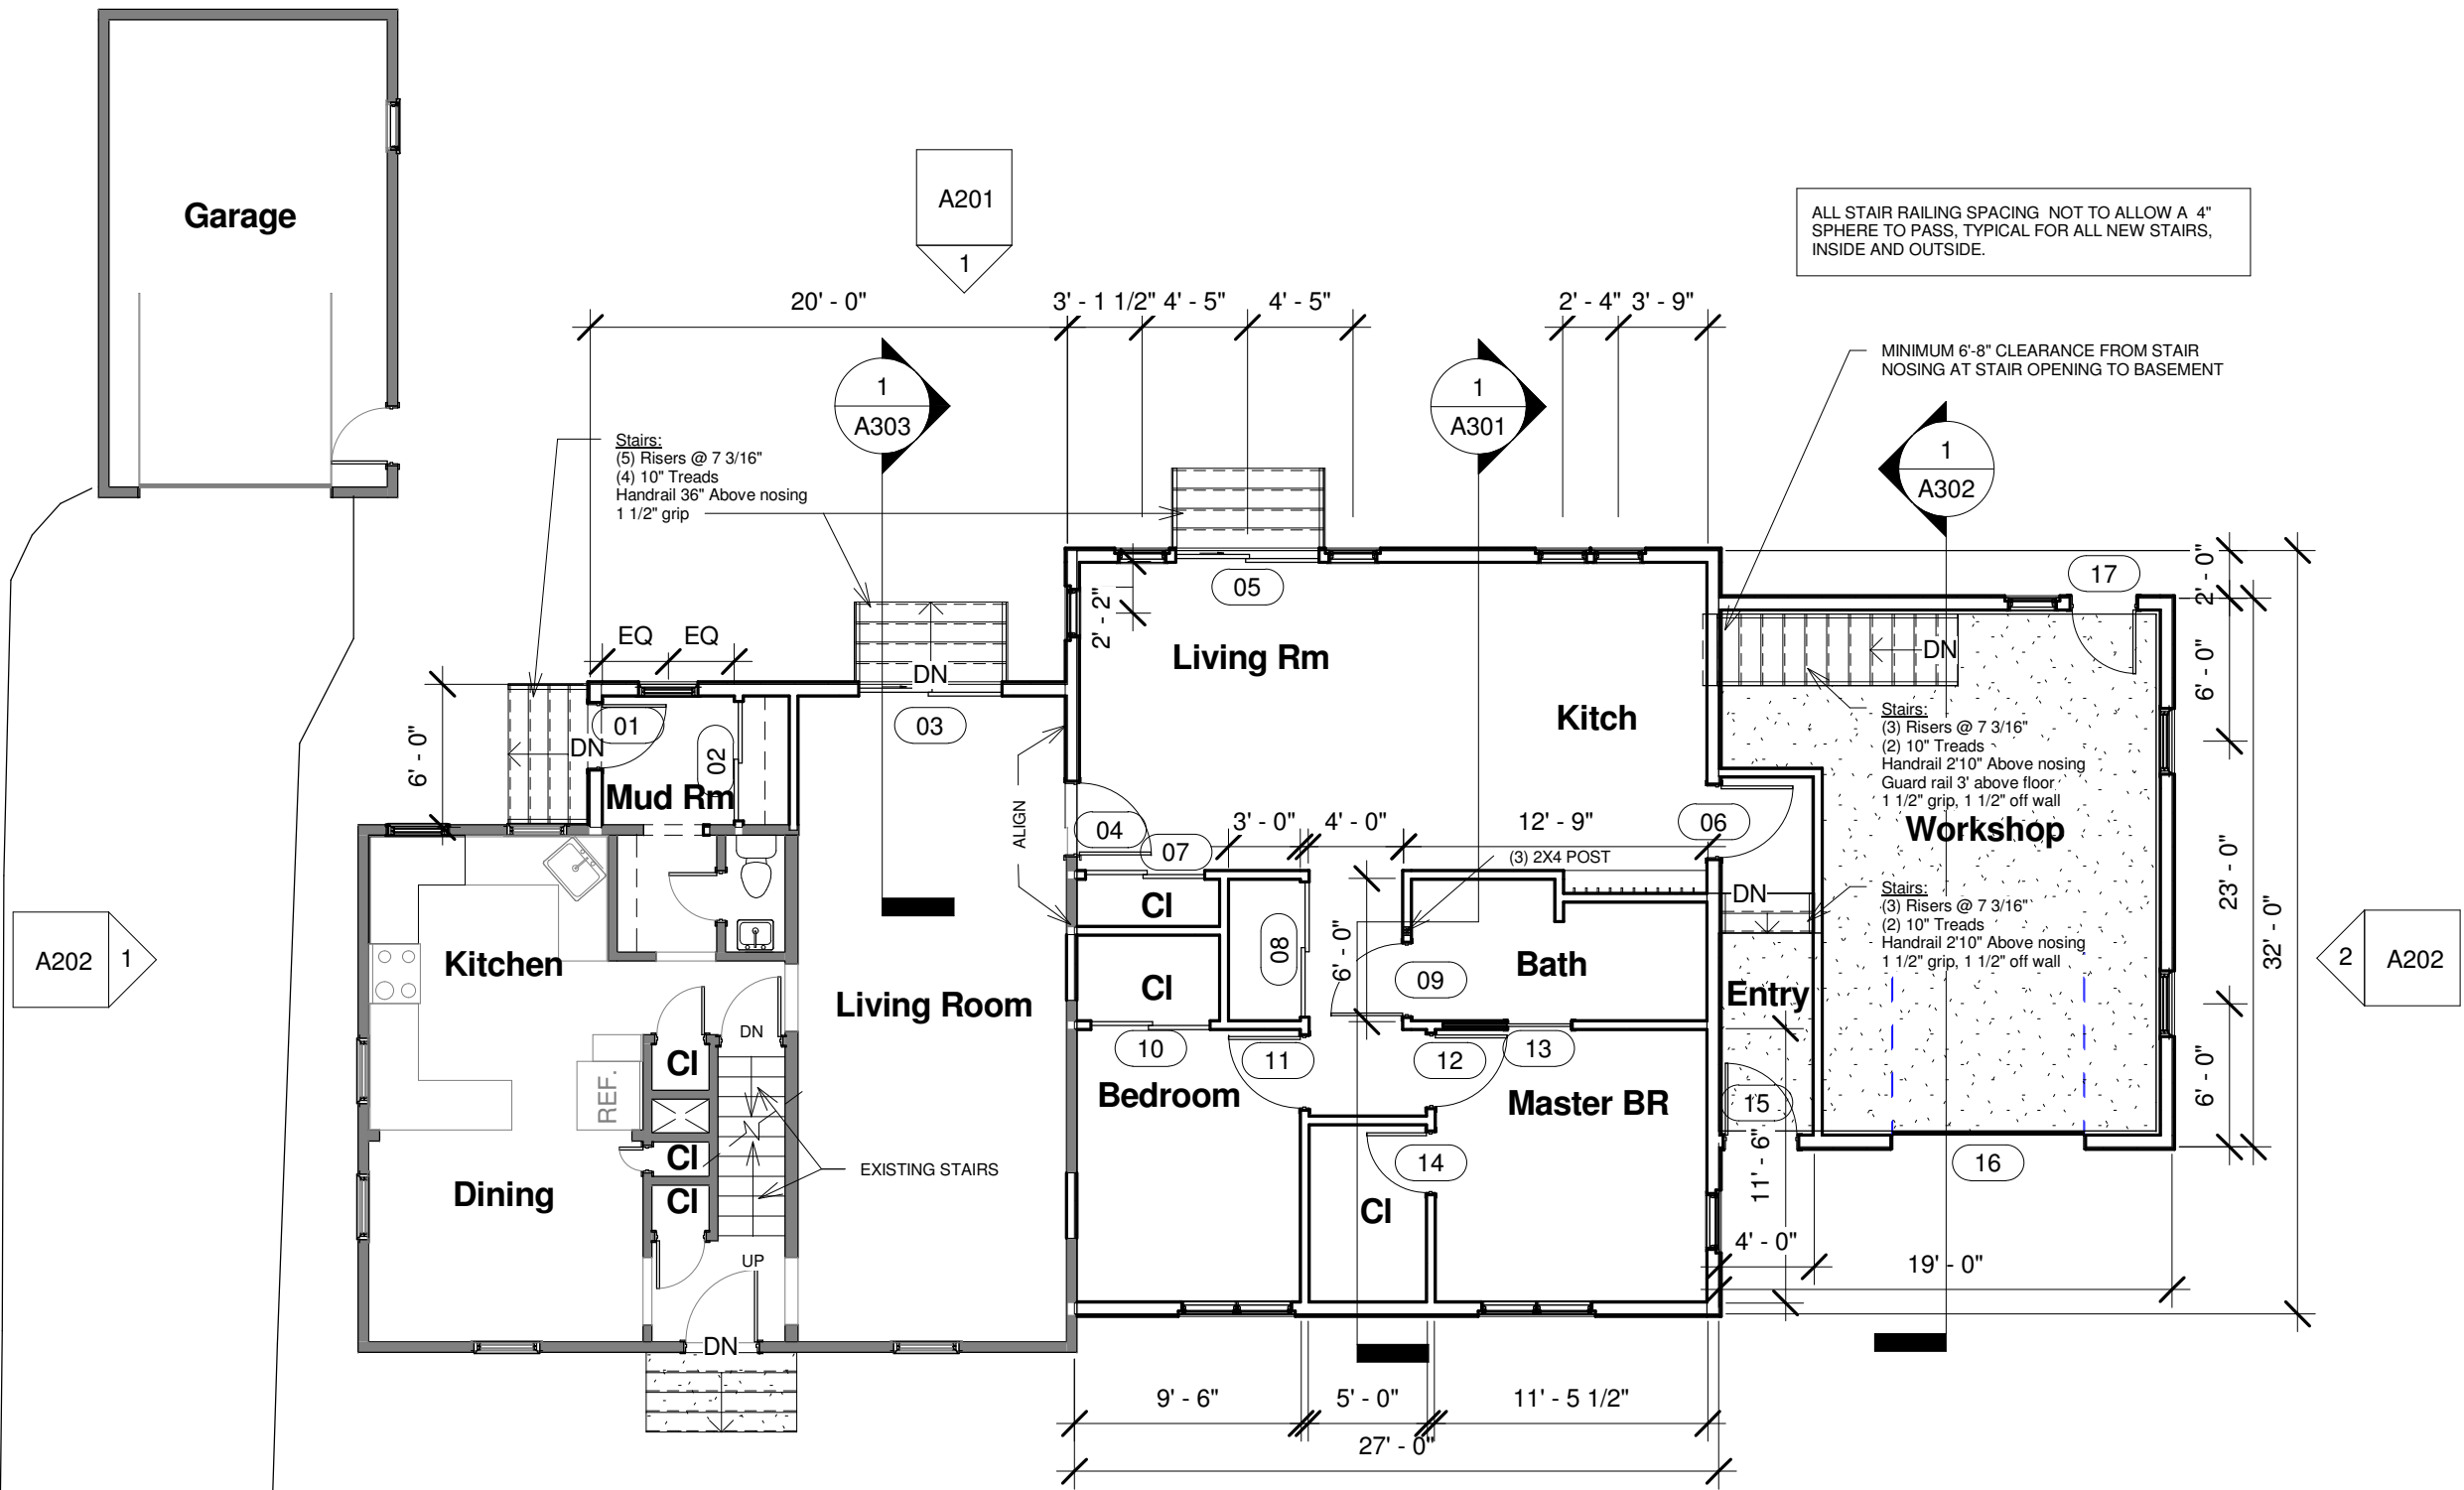 Garage
A201
1
ALL STAIR RAILING SPACING NOT TO ALLOW A 4"
SPHERE TO PASS, TYPICAL FOR ALL NEW STAIRS,
INSIDE AND OUTSIDE.
20' - 0"
3' - 1 1/2"
4' - 5"
4' - 5"
2' - 4"
3' - 9"
MINIMUM 6'-8" CLEARANCE FROM STAIR
NOSING AT STAIR OPENING TO BASEMENT
1
A303
1
A301
1
A302
Stairs:
(5) Risers @ 7 3/16"
(4) 10" Treads
Handrail 36" Above nosing
1 1/2" grip
05
17
2' - 0"
2' - 2"
EQ
EQ
Living Rm
DN
DN
6' - 0"
01
02
03
DN
6' - 0"
Kitch
Stairs:
(3) Risers @ 7 3/16"
(2) 10" Treads
Handrail 2'10" Above nosing
Guard rail 3' above floor
1 1/2" grip, 1 1/2" off wall
Mud Rm
ALIGN
04
07
3' - 0"
4' - 0"
12' - 9"
06
Workshop
(3) 2X4 POST
Cl
DN
Stairs:
(3) Risers @ 7 3/16"
(2) 10" Treads
Handrail 2'10" Above nosing
1 1/2" grip, 1 1/2" off wall
23' - 0"
32' - 0"
A202
1
Kitchen
08
6' - 0"
09
Bath
2
A202
Living Room
Cl
Entry
DN
10
11
12
13
Cl
REF.
Bedroom
Master BR
15
6' - 0"
Cl
EXISTING STAIRS
14
11' - 6"
16
Dining
Cl
Cl
4' - 0"
19' - 0"
UP
DN
9' - 6"
5' - 0"
11' - 5 1/2"
27' - 0"